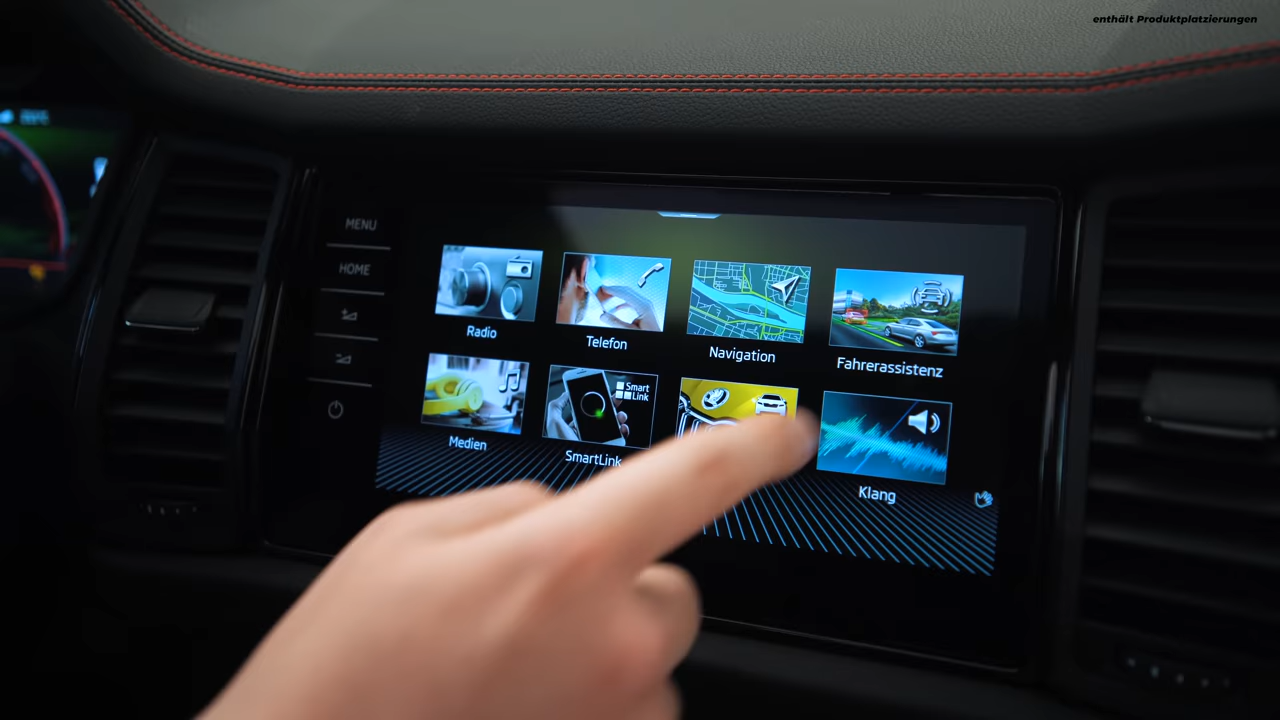 enthält Produktplatzierungen
MENU
HOME
Radio
Telefon
Navigation
Fahrerassistenz
Smart
Link
Medien
SmartLink
Klang